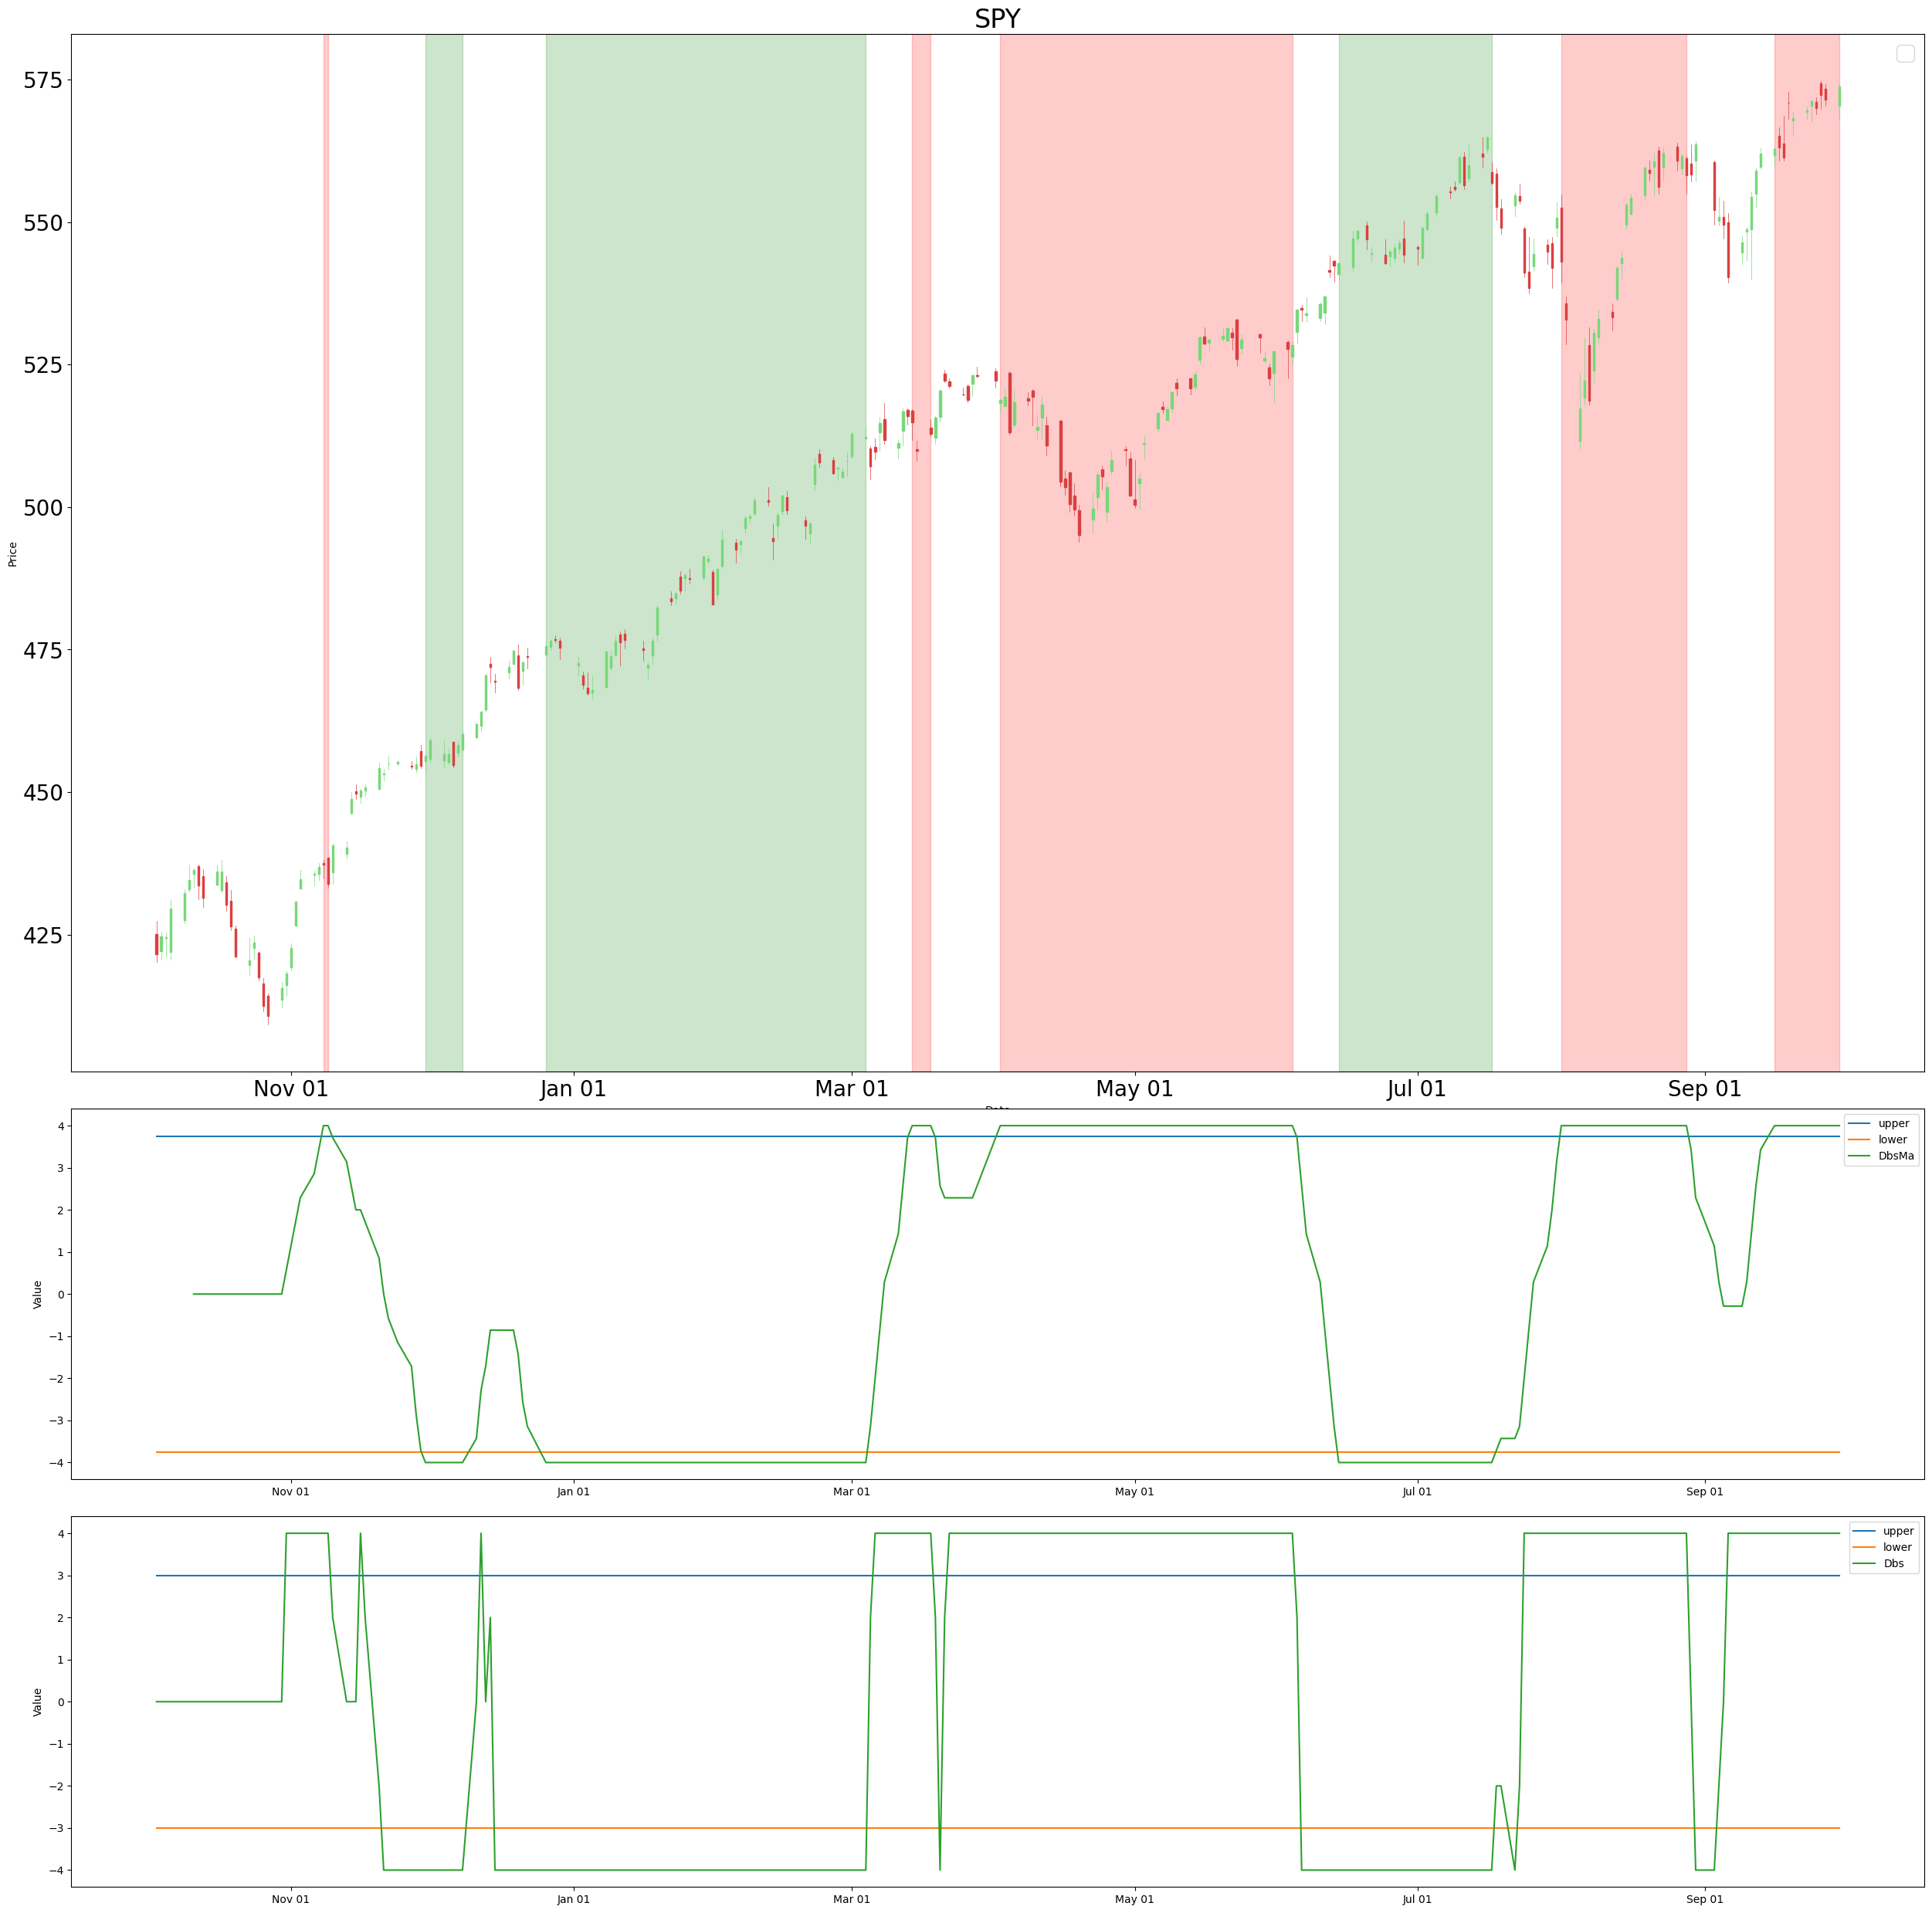 SPY
575
550
525
500
475
450
425
Price
Nov 01 Jan 01 Mar 01 May 01 Jul 01 Sep 01
Date
4
3
2
1
0
−1
−2
−3
−4
Value
upper
lower
DbsMa
Nov 01 Jan 01 Mar 01 May 01 Jul 01 Sep 01
4
3
2
1
0
−1
−2
−3
−4
Value
upper
lower
Dbs
Nov 01 Jan 01 Mar 01 May 01 Jul 01 Sep 01